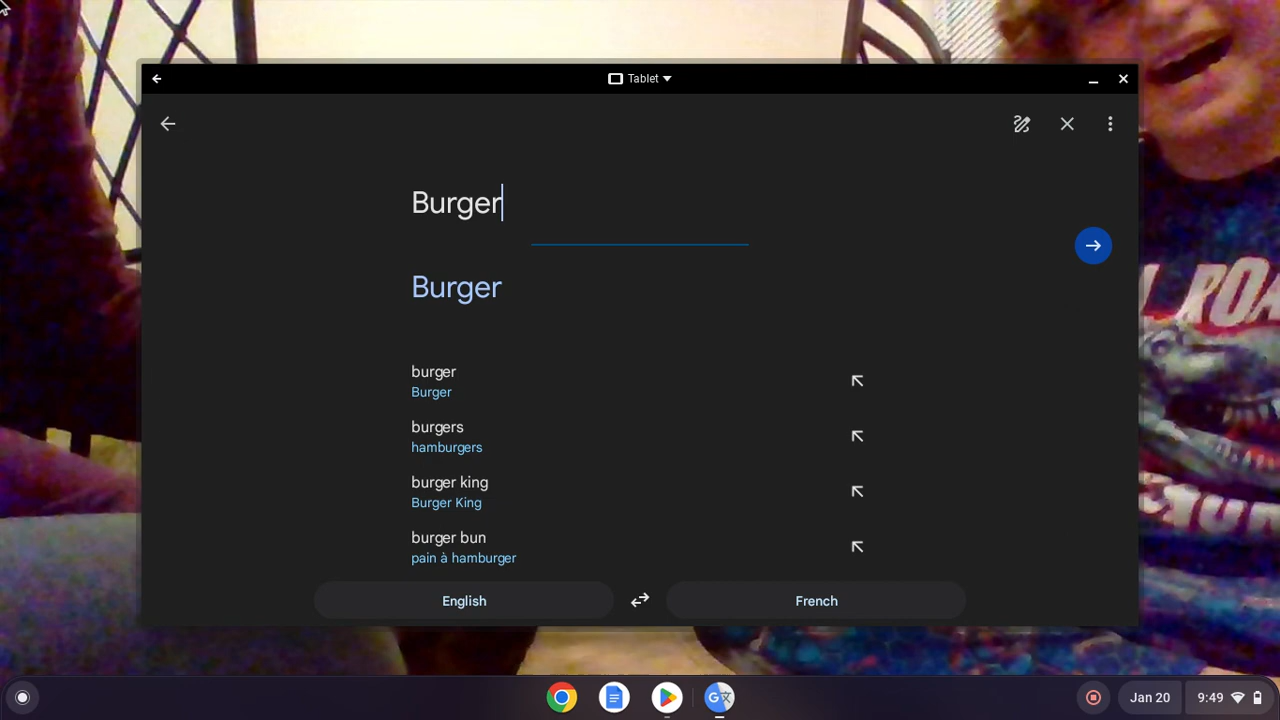 Tablet
Burger
Burger
burger
Burger
burgers
hamburgers
burger king
Burger King
burger bun
pain à hamburger
English
French
Jan 20
9:49